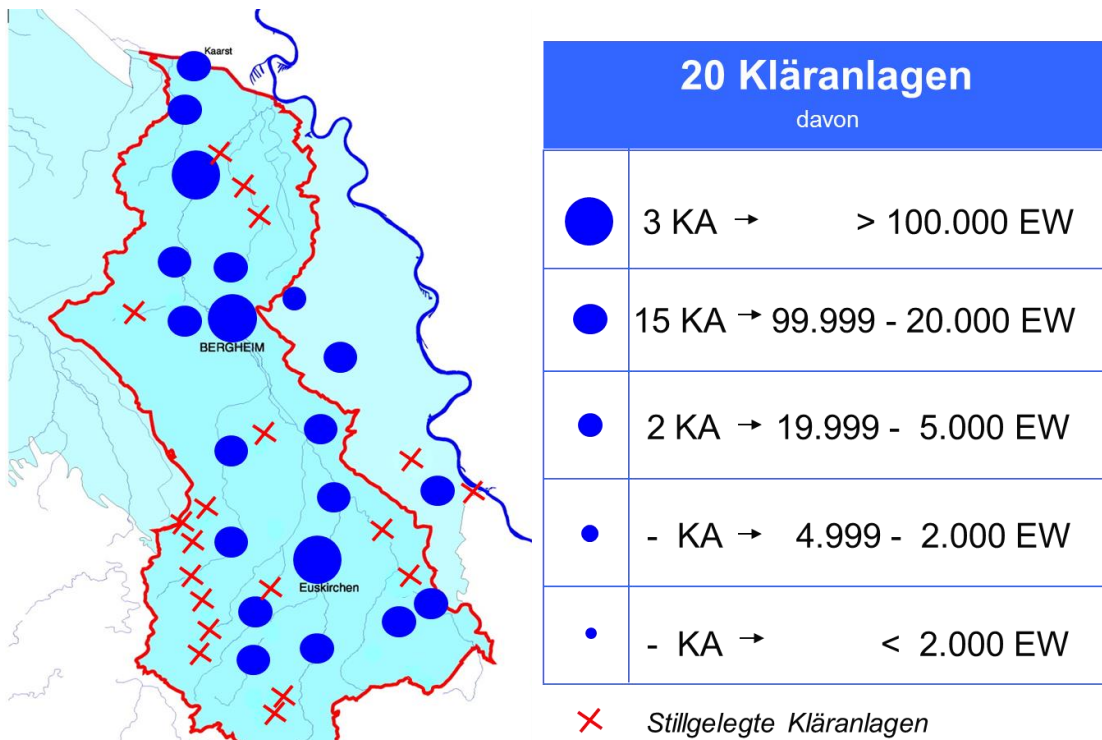 Kaarst
BERGHEIM
Euskirchen
20 Kläranlagen
davon
3 KA → > 100.000 EW
15 KA → 99.999 - 20.000 EW
2 KA → 19.999 - 5.000 EW
- KA → 4.999 - 2.000 EW
- KA → < 2.000 EW
Stillgelegte Kläranlagen